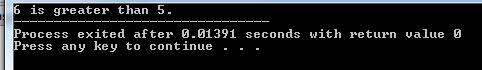 6 is greater than 5.
--------------------------------
Process exited after 0.01391 seconds with return value 0
Press any key to continue . . .